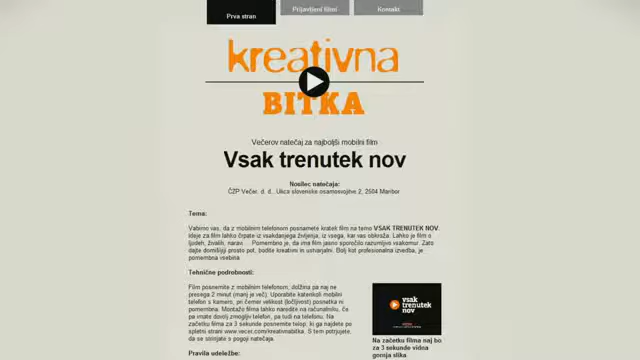 Prva stran
Prijavljeni filmi
Kontakt
kreativna
BITKA
Večerov natečaj za najboljši mobilni film
Vsak trenutek nov
Nosilec natečaja:
ČZP Večer, d. d., Ulica slovenske osamosvojitve 2, 2504 Maribor
Tema:
Vabimo vas, da z mobilnim telefonom posnamete kratek film na temo VSAK TRENUTEK NOV.
Ideje za film lahko črpate iz vsakdanjega življenja, iz vsega, kar vas obkroža. Lahko je film o
ljudeh, živalih, naravi ... Pomembno je, da ima film jasno sporočilo razumljivo vsakomur. Zato
dajte domišljiji prosto pot, bodite kreativni in ustvarjalni. Bolj kot profesionalna izvedba, je
pomembna vsebina.
Tehnične podrobnosti:
Film posnemite z mobilnim telefonom, dolžina pa naj ne
presega 2 minut (manj je več). Uporabite katerikoli mobilni
telefon s kamero, pri čemer velikost (ločljivost) posnetka ni
pomembna. Montažo filma lahko naredite na računalniku, če
pa imate dovolj zmogljiv telefon, pa tudi na telefonu. Na
začetku filma za 3 sekunde posnemite telop, ki ga najdete po
spletni strani www.vecer.com/kreativnabitka. S tem potrjujete,
da se strinjate s pogoji natečaja.
vsak
trenutek
nov
Na začetku filma naj bo
za 3 sekunde vidna
gornja slika
Pravila udeležbe: